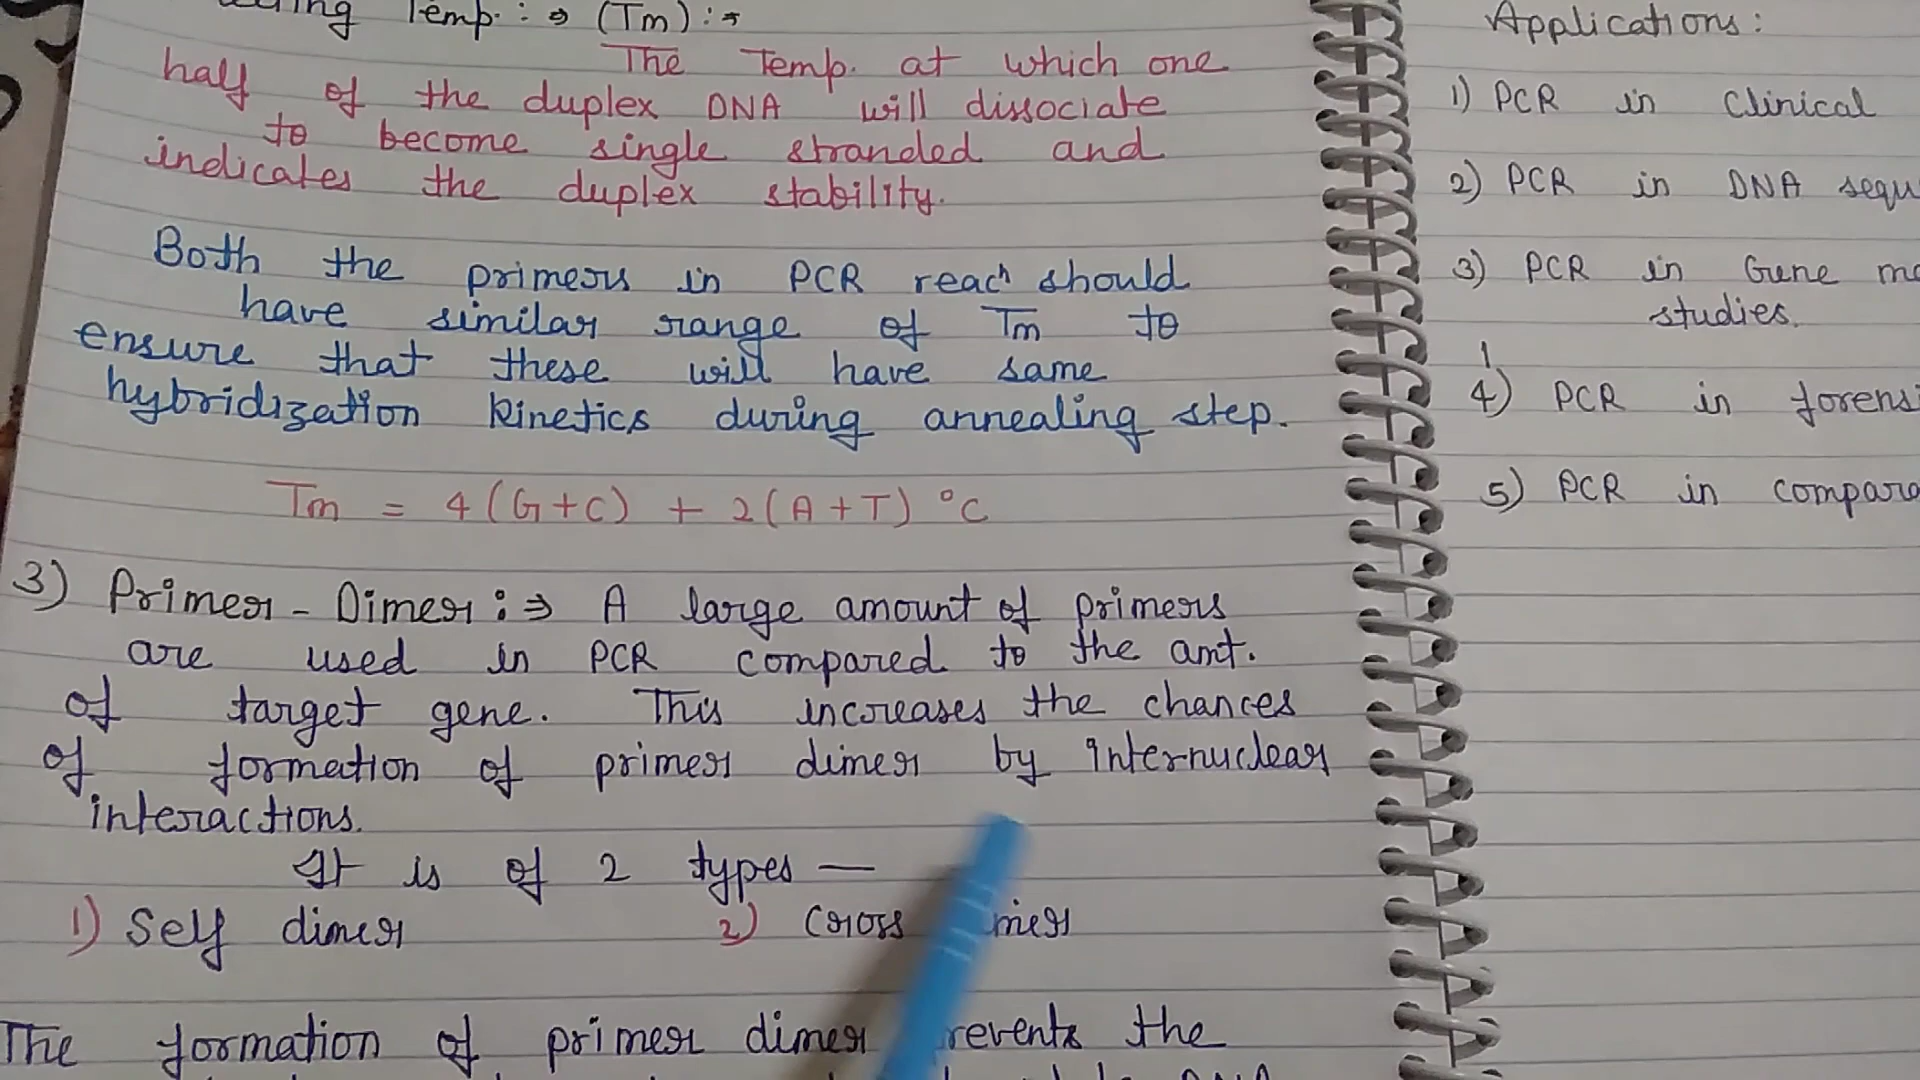 Temp. :⇒ (Tm) :→
The Temp. at which one
half of the duplex DNA will dissociate
to become single stranded and
indicates the duplex stability.
Both the primers in PCR reacⁿ should
have similar range of Tm to
ensure that these will have same
hybridization kinetics during annealing step.
Tm = 4(G+C) + 2(A+T) °C
3) Primer - Dimer :⇒ A large amount of primers
are used in PCR compared to the amt.
of target gene. This increases the chances
of formection of primer dimer by internuclear
interactions.
It is of 2 types —
1) Self dimer 2) Cross
The formation of primer dimer the
Applications:
1) PCR in Clinical
2) PCR in DNA
3) PCR in Gene
studies.
4) PCR in
5) PCR in